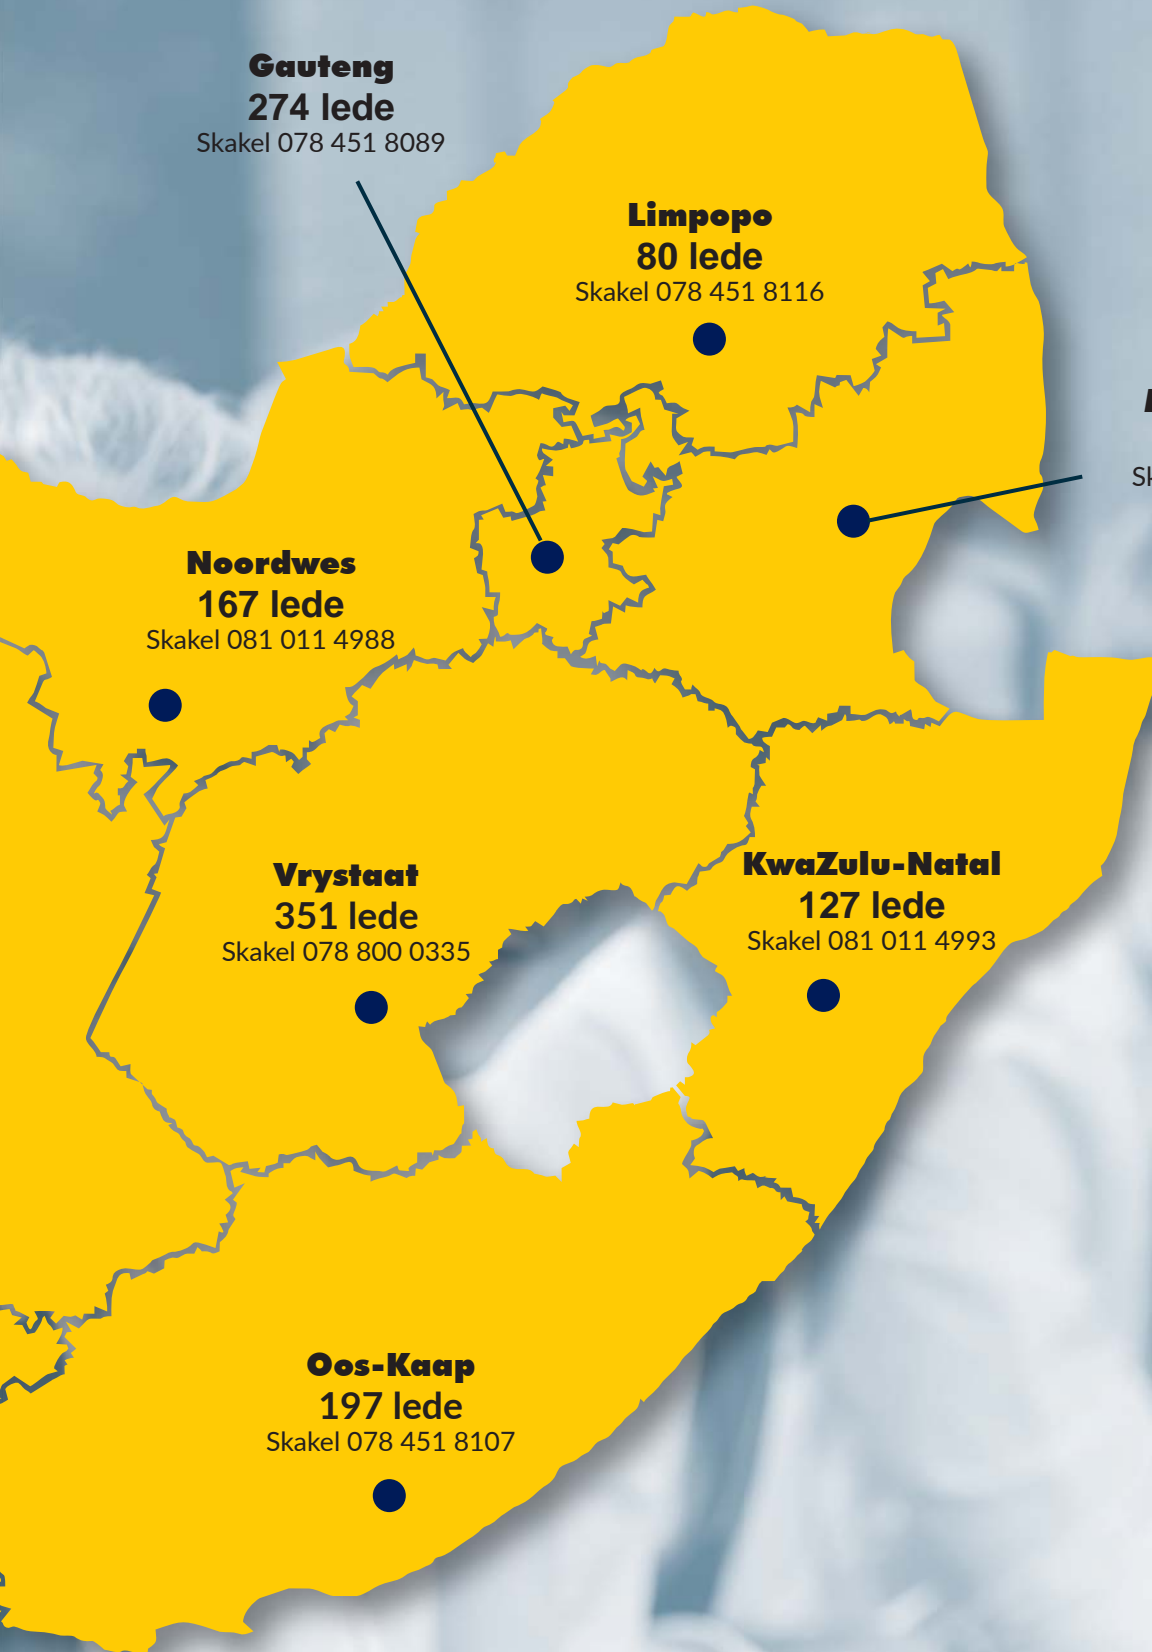 Gauteng
274 lede
Skakel 078 451 8089
Limpopo
80 lede
Skakel 078 451 8116
Noordwes
167 lede
Skakel 081 011 4988
Vrystaat
351 lede
Skakel 078 800 0335
KwaZulu-Natal
127 lede
Skakel 081 011 4993
Oos-Kaap
197 lede
Skakel 078 451 8107